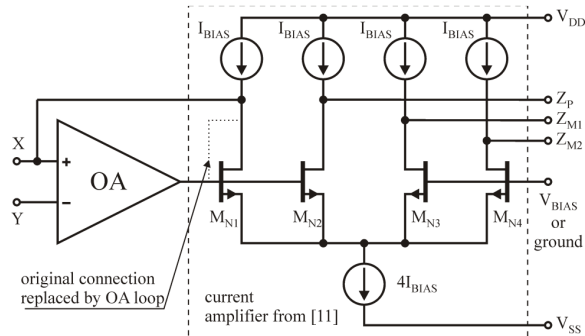 I_BIAS I_BIAS I_BIAS I_BIAS V_DD
Z_P
Z_M1
X Z_M2
+ OA
Y −
M_N1 M_N2 M_N3 M_N4 V_BIAS
or
ground
original connection
replaced by OA loop
4I_BIAS
current
amplifier from [11]
V_SS